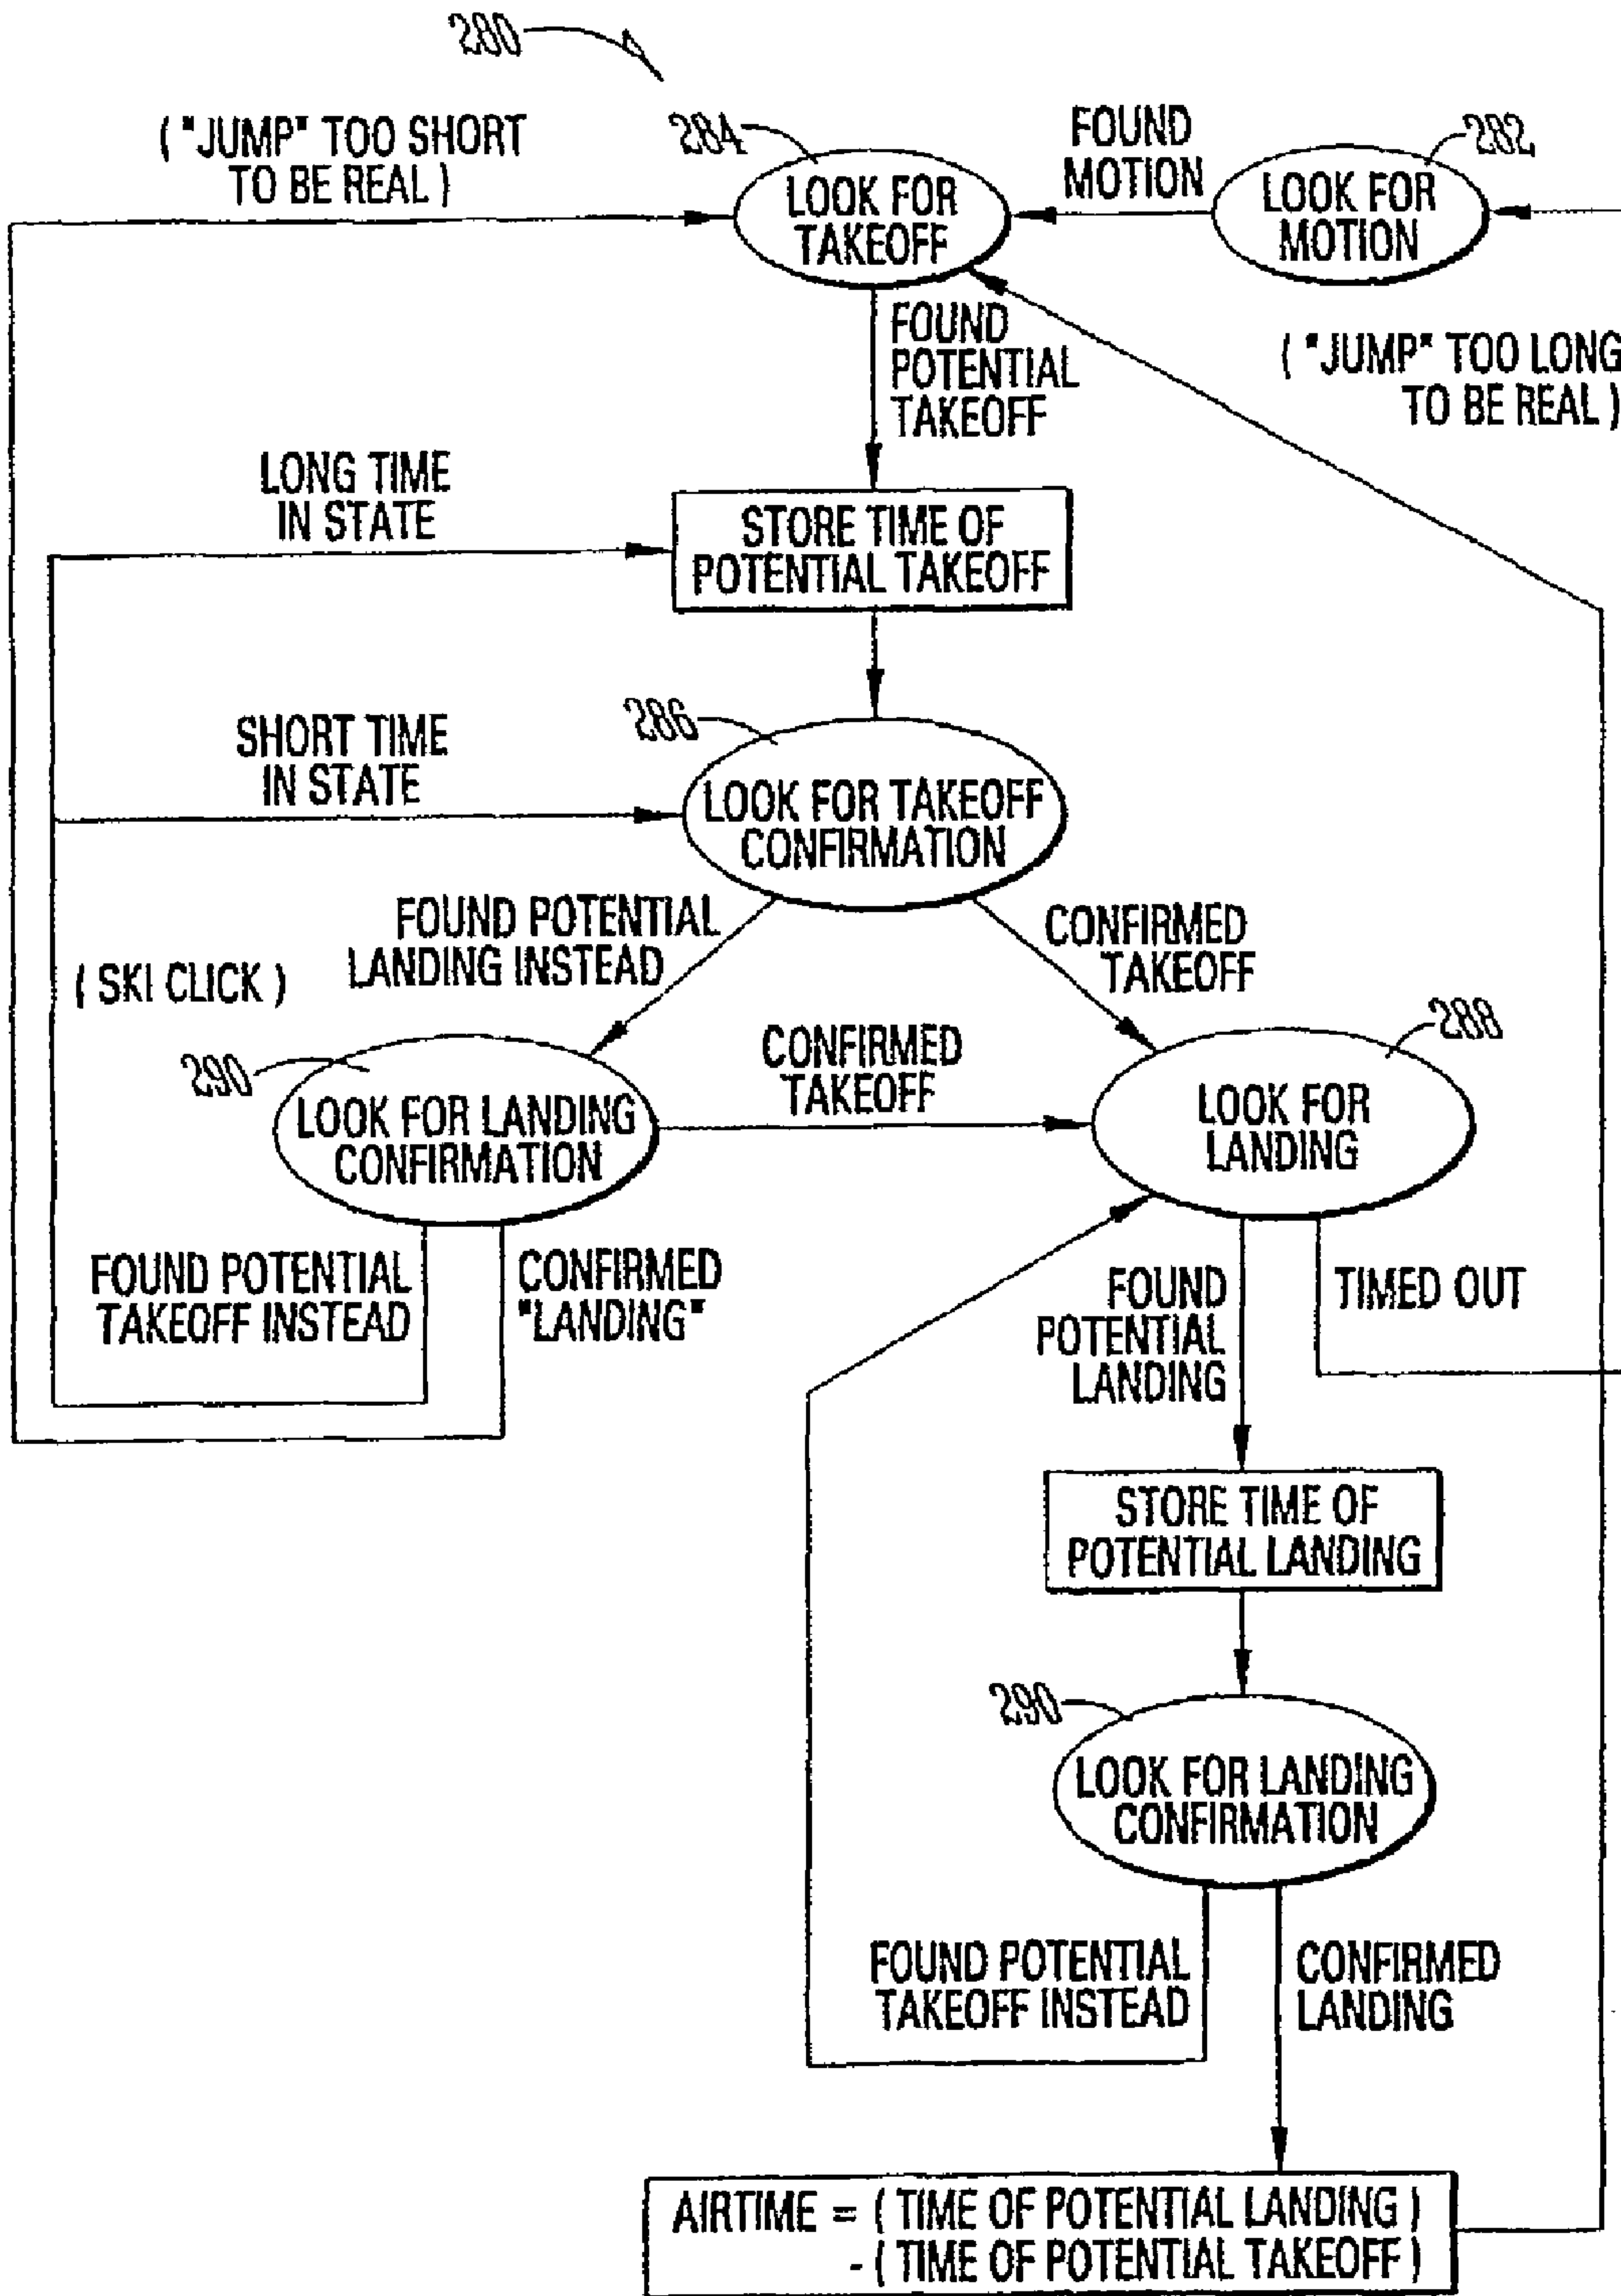 280
( "JUMP" TOO SHORT
TO BE REAL )
284
LOOK FOR
TAKEOFF
FOUND
MOTION
282
LOOK FOR
MOTION
FOUND
POTENTIAL
TAKEOFF
( "JUMP" TOO LONG
TO BE REAL )
LONG TIME
IN STATE
STORE TIME OF
POTENTIAL TAKEOFF
SHORT TIME
IN STATE
286
LOOK FOR TAKEOFF
CONFIRMATION
FOUND POTENTIAL
LANDING INSTEAD
CONFIRMED
TAKEOFF
( SKI CLICK )
290
LOOK FOR LANDING
CONFIRMATION
CONFIRMED
TAKEOFF
288
LOOK FOR
LANDING
FOUND POTENTIAL
TAKEOFF INSTEAD
CONFIRMED
"LANDING"
FOUND
POTENTIAL
LANDING
TIMED OUT
STORE TIME OF
POTENTIAL LANDING
290
LOOK FOR LANDING
CONFIRMATION
FOUND POTENTIAL
TAKEOFF INSTEAD
CONFIRMED
LANDING
AIRTIME = ( TIME OF POTENTIAL LANDING )
- ( TIME OF POTENTIAL TAKEOFF )